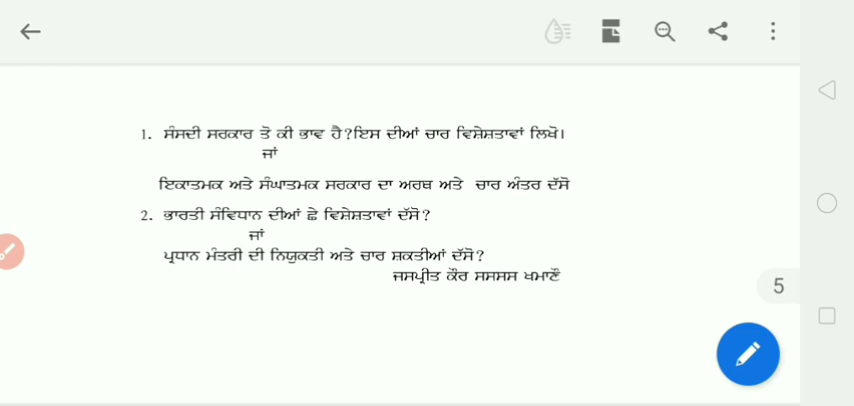 1. ਸੰਸਦੀ ਸਰਕਾਰ ਤੋ ਕੀ ਭਾਵ ਹੈ?ਇਸ ਦੀਆਂ ਚਾਰ ਵਿਸ਼ੇਸ਼ਤਾਵਾਂ ਲਿਖੋ।
ਜਾਂ
ਇਕਾਤਮਕ ਅਤੇ ਸੰਘਾਤਮਕ ਸਰਕਾਰ ਦਾ ਅਰਥ ਅਤੇ ਚਾਰ ਅੰਤਰ ਦੱਸੋ
2. ਭਾਰਤੀ ਸੰਵਿਧਾਨ ਦੀਆਂ ਛੇ ਵਿਸ਼ੇਸ਼ਤਾਵਾਂ ਦੱਸੋ?
ਜਾਂ
ਪ੍ਰਧਾਨ ਮੰਤਰੀ ਦੀ ਨਿਯੁਕਤੀ ਅਤੇ ਚਾਰ ਸ਼ਕਤੀਆਂ ਦੱਸੋ?
ਜਸਪ੍ਰੀਤ ਕੌਰ ਸਸਸਸ ਖਮਾਣੌ
5